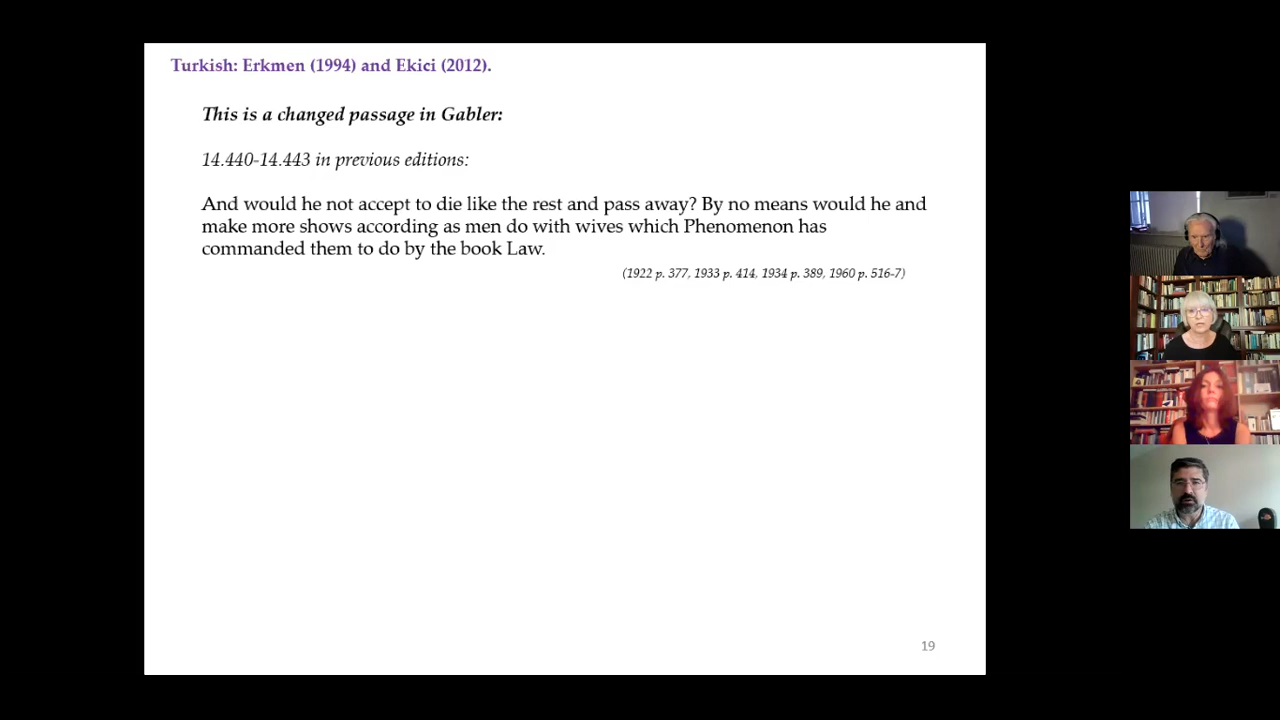 Turkish: Erkmen (1994) and Ekici (2012).
This is a changed passage in Gabler:
14.440-14.443 in previous editions:
And would he not accept to die like the rest and pass away? By no means would he and
make more shows according as men do with wives which Phenomenon has
commanded them to do by the book Law.
(1922 p. 377, 1933 p. 414, 1934 p. 389, 1960 p. 516-7)
19